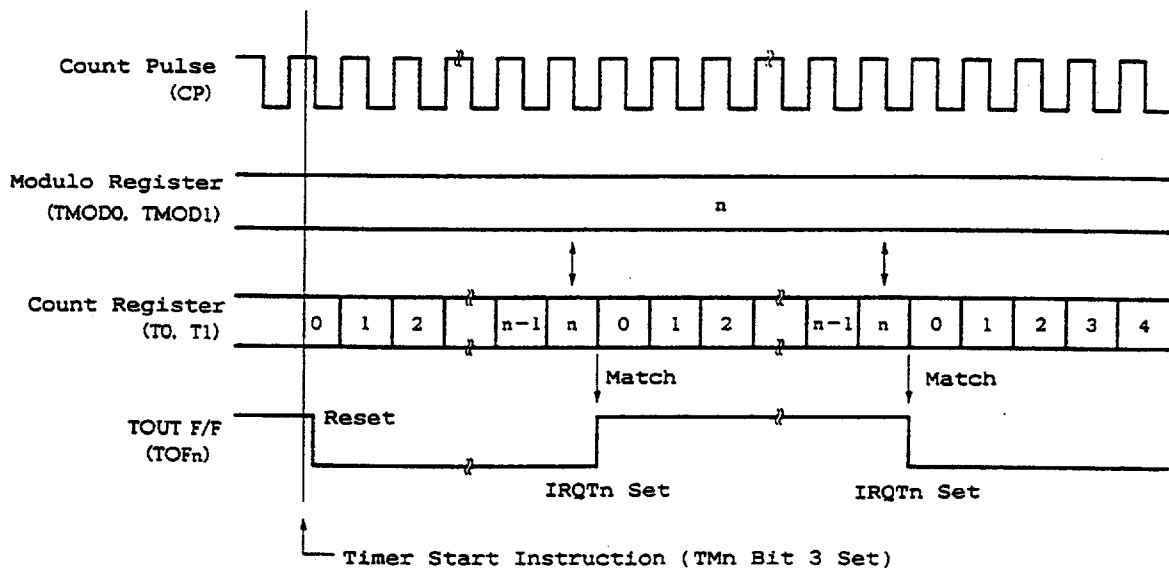 Count Pulse
(CP)
Modulo Register
(TMOD0, TMOD1)
n
Count Register
(T0, T1)
0 1 2 n-1 n 0 1 2 n-1 n 0 1 2 3 4
Match Match
TOUT F/F
(TOFn)
Reset
IRQTn Set IRQTn Set
Timer Start Instruction (TMn Bit 3 Set)